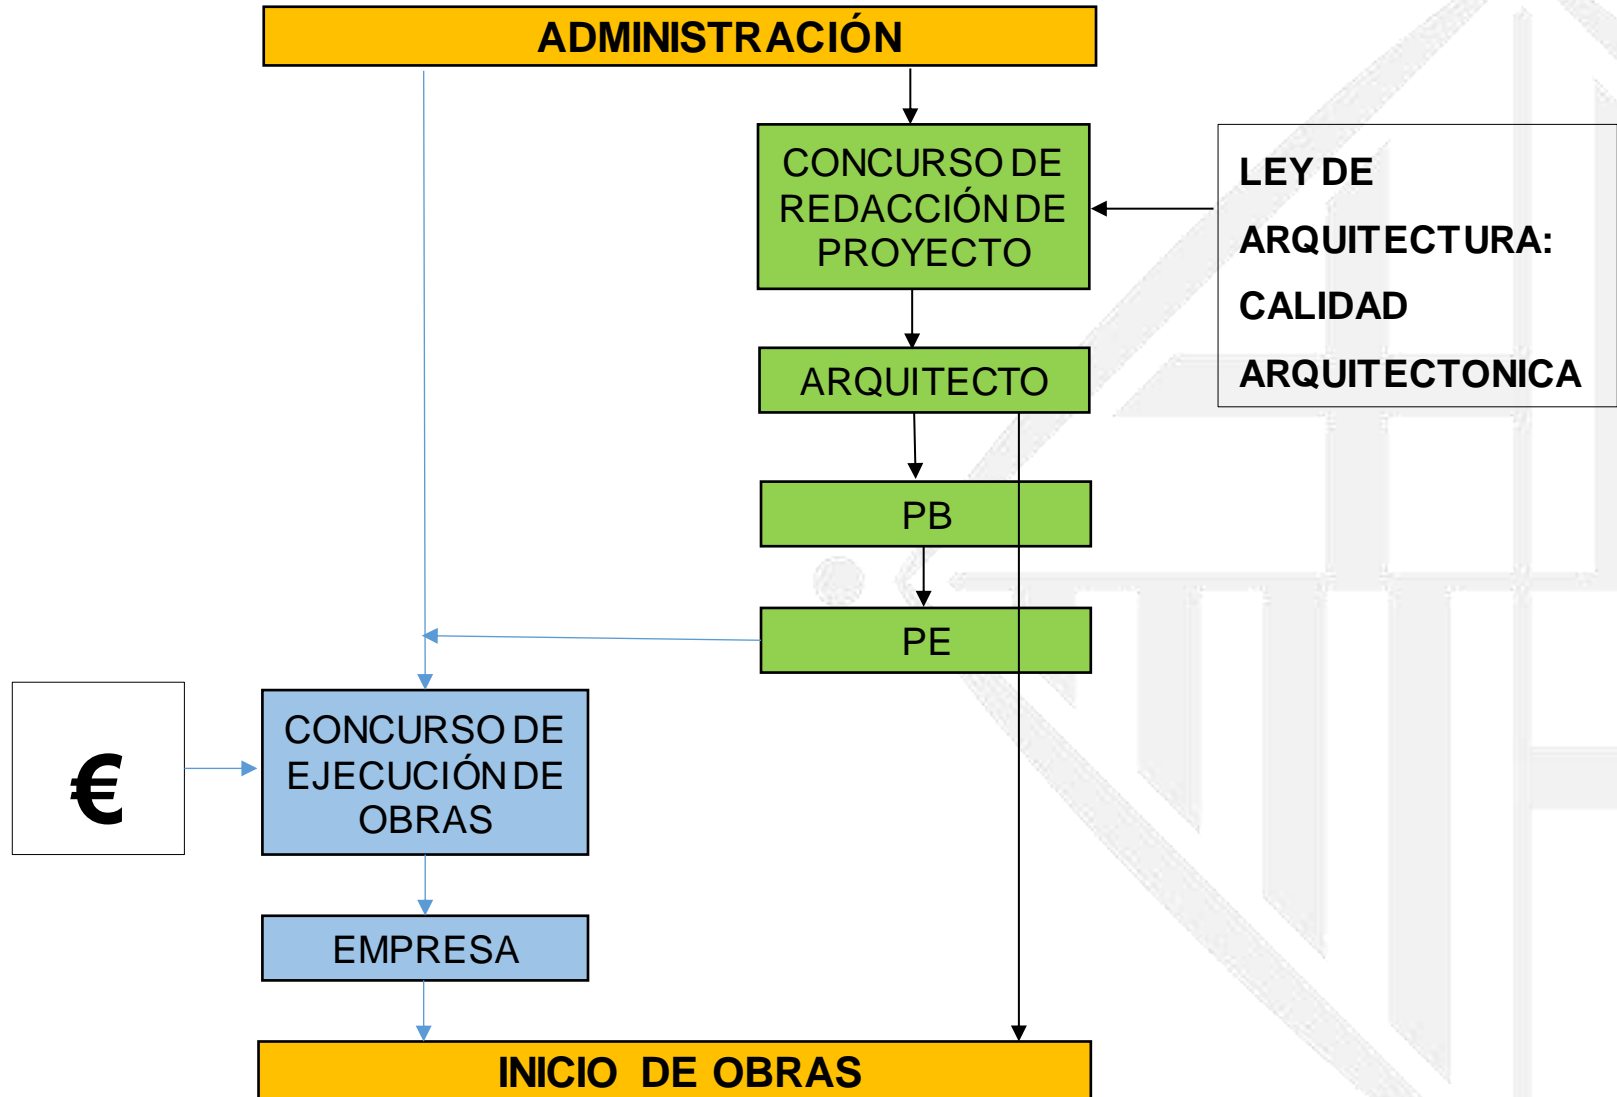 ADMINISTRACIÓN
CONCURSO DE
REDACCIÓN DE
PROYECTO
LEY DE
ARQUITECTURA:
CALIDAD
ARQUITECTONICA
ARQUITECTO
PB
PE
€
CONCURSO DE
EJECUCIÓN DE
OBRAS
EMPRESA
INICIO DE OBRAS